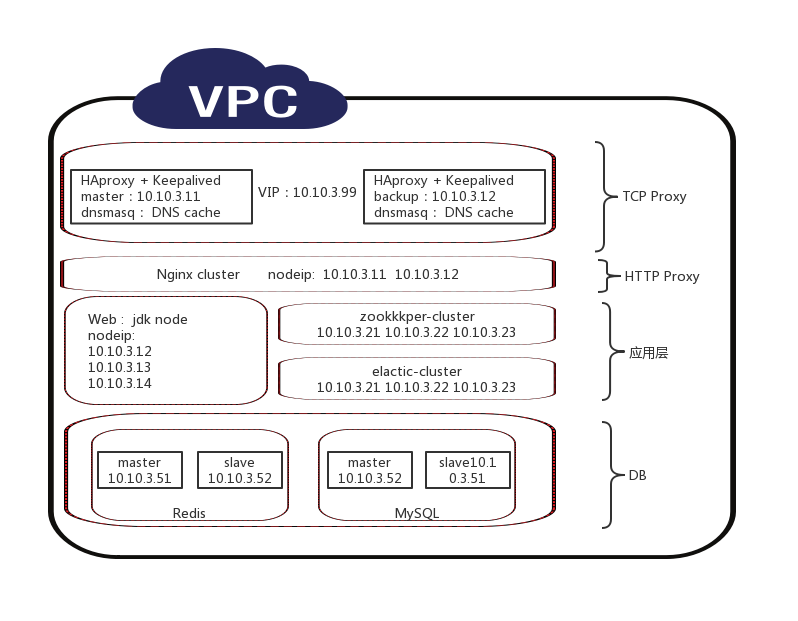 VPC
HAproxy + Keepalived
master : 10.10.3.11
dnsmasq : DNS cache
VIP : 10.10.3.99
HAproxy + Keepalived
backup : 10.10.3.12
dnsmasq : DNS cache
TCP Proxy
Nginx cluster nodeip: 10.10.3.11 10.10.3.12
HTTP Proxy
Web : jdk node
nodeip:
10.10.3.12
10.10.3.13
10.10.3.14
zookkkper-cluster
10.10.3.21 10.10.3.22 10.10.3.23
elactic-cluster
10.10.3.21 10.10.3.22 10.10.3.23
应用层
master
10.10.3.51
slave
10.10.3.52
Redis
master
10.10.3.52
slave10.1
0.3.51
MySQL
DB